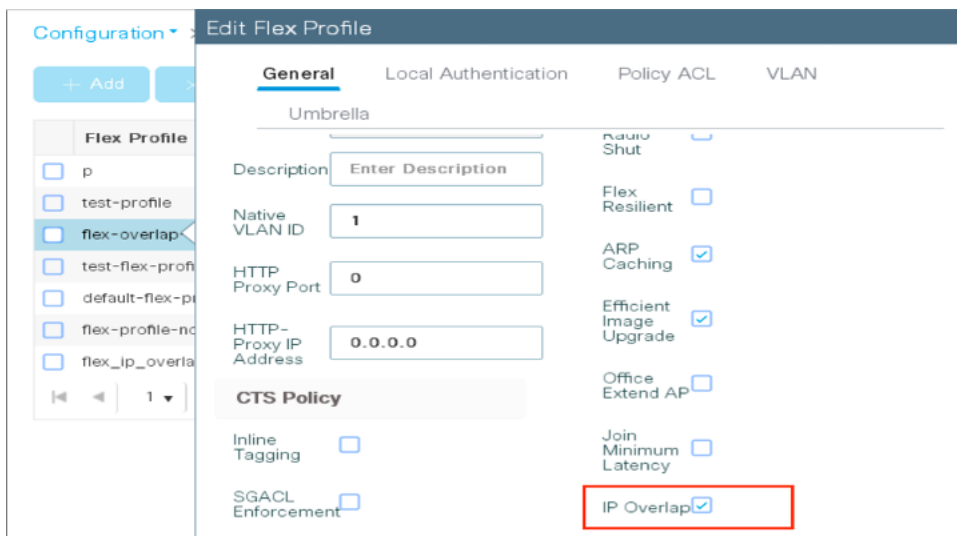 Configuration
Edit Flex Profile
+ Add
Flex Profile
p
test-profile
flex-overlap
test-flex-profi
default-flex-p
flex-profile-no
flex_ip_overla
1
General
Local Authentication
Policy ACL
VLAN
Umbrella
Description
Enter Description
Native
VLAN ID
1
HTTP
Proxy Port
0
HTTP-
Proxy IP
Address
0.0.0.0
CTS Policy
Inline
Tagging
SGACL
Enforcement
Radio
Shut
Flex
Resilient
ARP
Caching
Efficient
Image
Upgrade
Office
Extend AP
Join
Minimum
Latency
IP Overlap